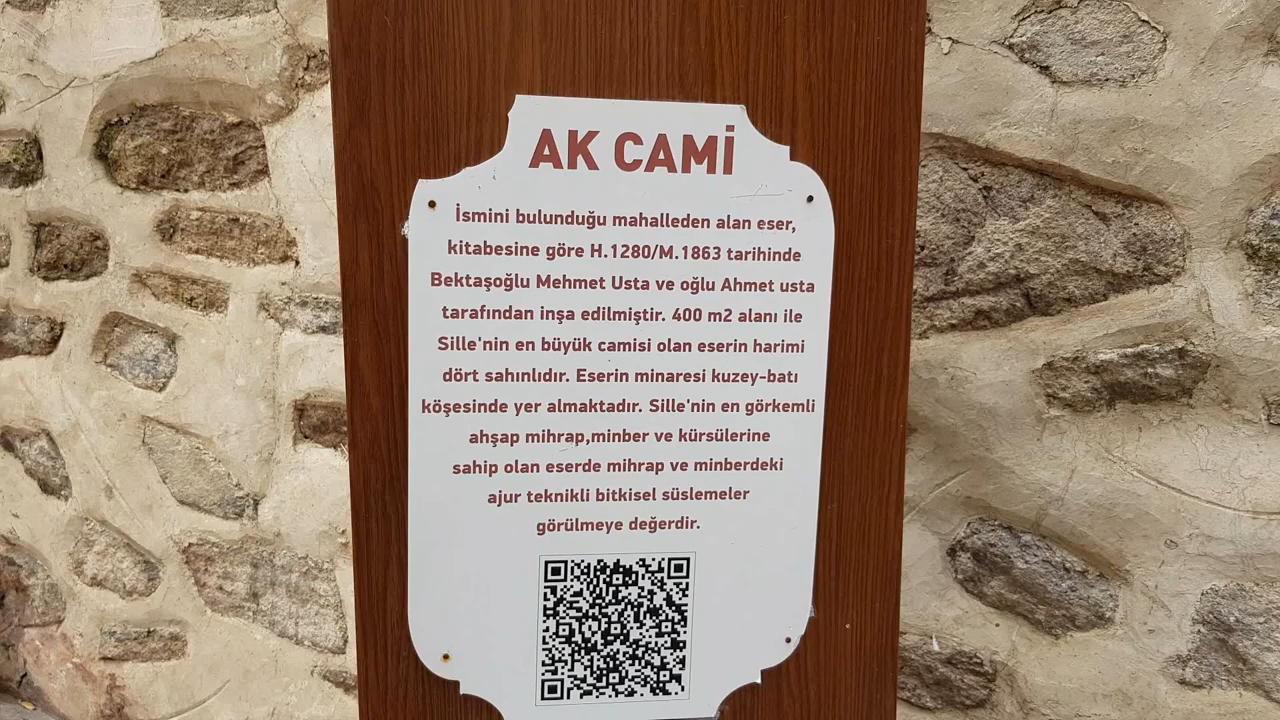 AK CAMİ
İsmini bulunduğu mahalleden alan eser,
kitabesine göre H.1280/M.1863 tarihinde
Bektaşoğlu Mehmet Usta ve oğlu Ahmet usta
tarafından inşa edilmiştir. 400 m2 alanı ile
Sille'nin en büyük camisi olan eserin harimi
dört sahınlıdır. Eserin minaresi kuzey-batı
köşesinde yer almaktadır. Sille'nin en görkemli
ahşap mihrap,minber ve kürsülerine
sahip olan eserde mihrap ve minberdeki
ajur teknikli bitkisel süslemeler
görülmeye değerdir.